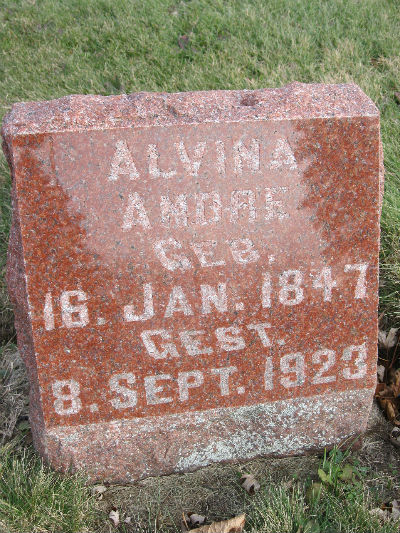 ALVINA
ANDRE
GEB.
16. JAN. 1847
GEST.
8. SEPT. 1923